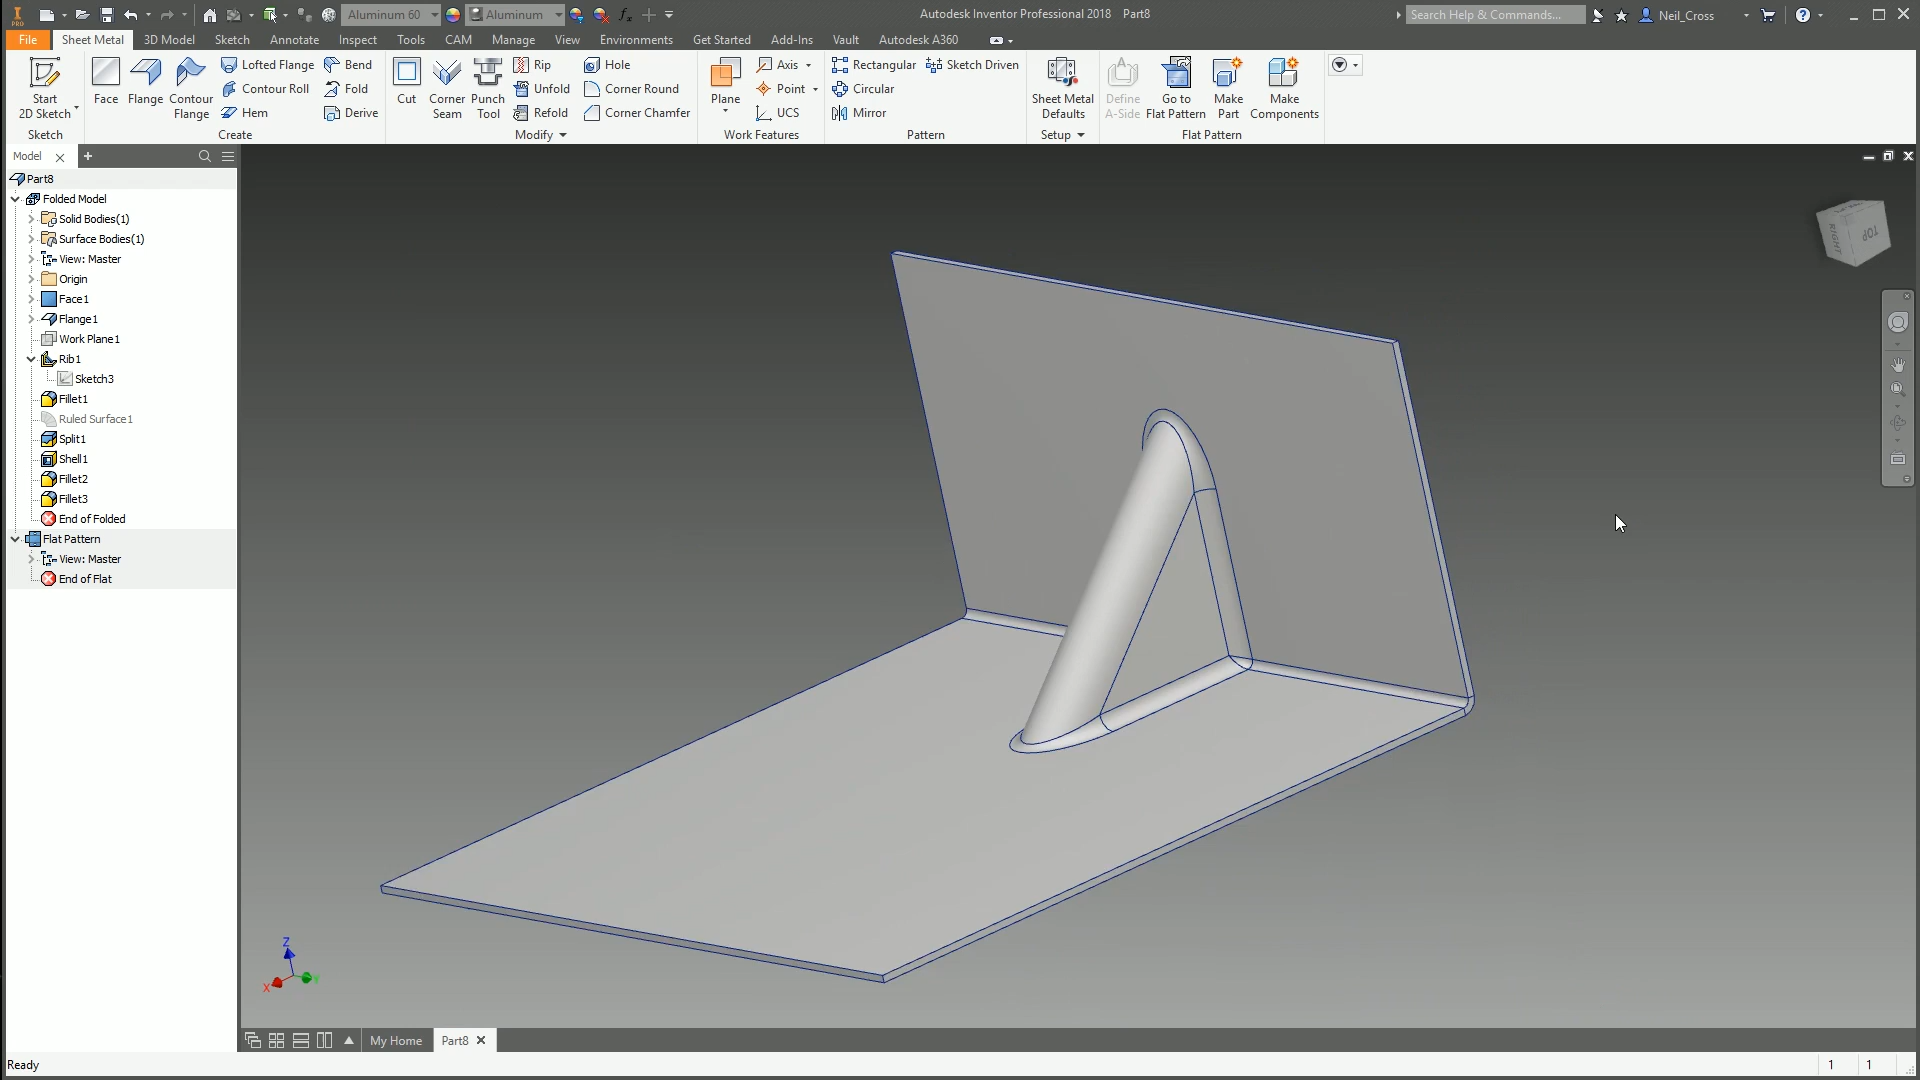 PRO
Aluminum 60
Aluminum
fx
Autodesk Inventor Professional 2018 Part8
Search Help & Commands...
Neil_Cross
File Sheet Metal 3D Model Sketch Annotate Inspect Tools CAM Manage View Environments Get Started Add-Ins Vault Autodesk A360
Start
2D Sketch
Face
Flange
Contour
Flange
Lofted Flange
Contour Roll
Hem
Bend
Fold
Derive
Cut
Corner
Seam
Punch
Tool
Rip
Unfold
Refold
Hole
Corner Round
Corner Chamfer
Plane
Axis
Point
UCS
Rectangular
Circular
Mirror
Sketch Driven
Sheet Metal
Defaults
Define
A-Side
Go to
Flat Pattern
Make
Part
Make
Components
Sketch Create Modify Work Features Pattern Setup Flat Pattern
Model
Part8
Folded Model
Solid Bodies(1)
Surface Bodies(1)
View: Master
Origin
Face1
Flange1
Work Plane1
Rib1
Sketch3
Fillet1
Ruled Surface1
Split1
Shell1
Fillet2
Fillet3
End of Folded
Flat Pattern
View: Master
End of Flat
RIGHT
TOP
Z
X
My Home
Part8
Ready
1 1